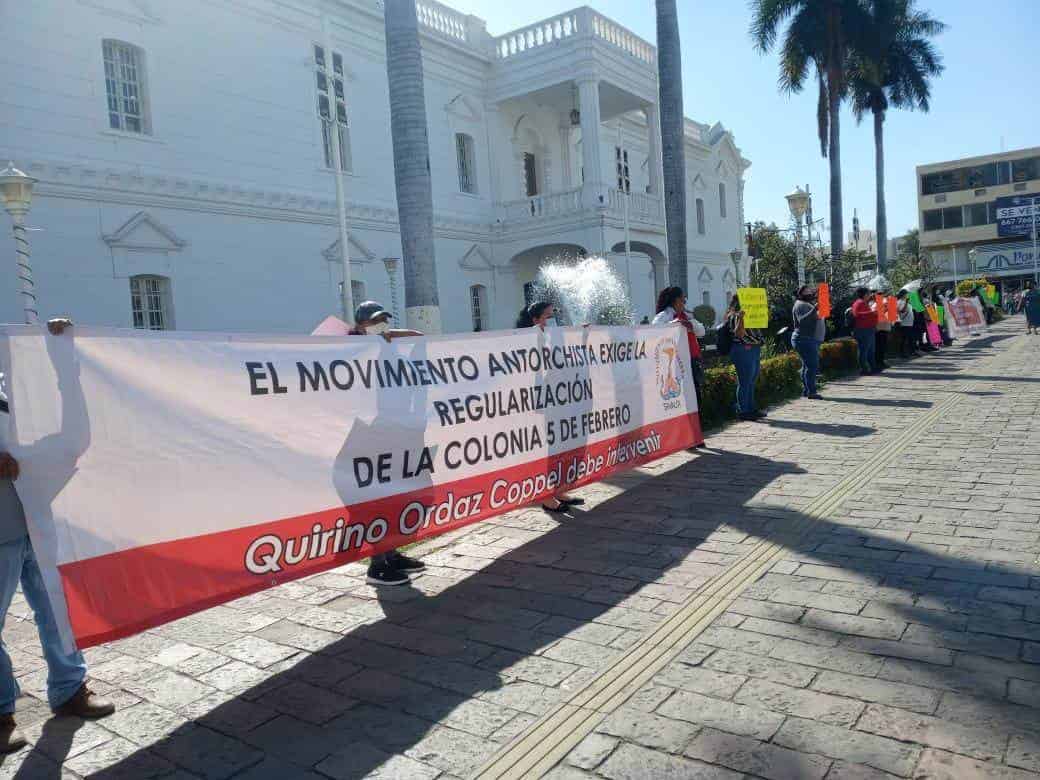 EL MOVIMIENTO ANTORCHISTA EXIGE LA
REGULARIZACIÓN
DE LA COLONIA 5 DE FEBRERO
Quirino Ordaz Coppel debe intervenir
SINALOA
SE VE